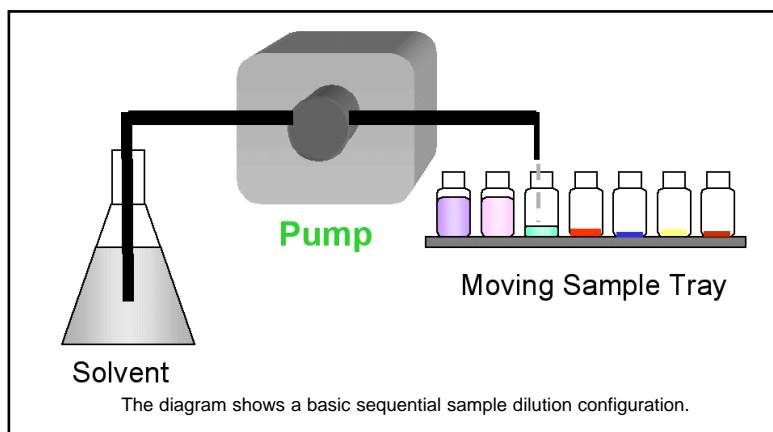 Pump
Moving Sample Tray
Solvent
The diagram shows a basic sequential sample dilution configuration.